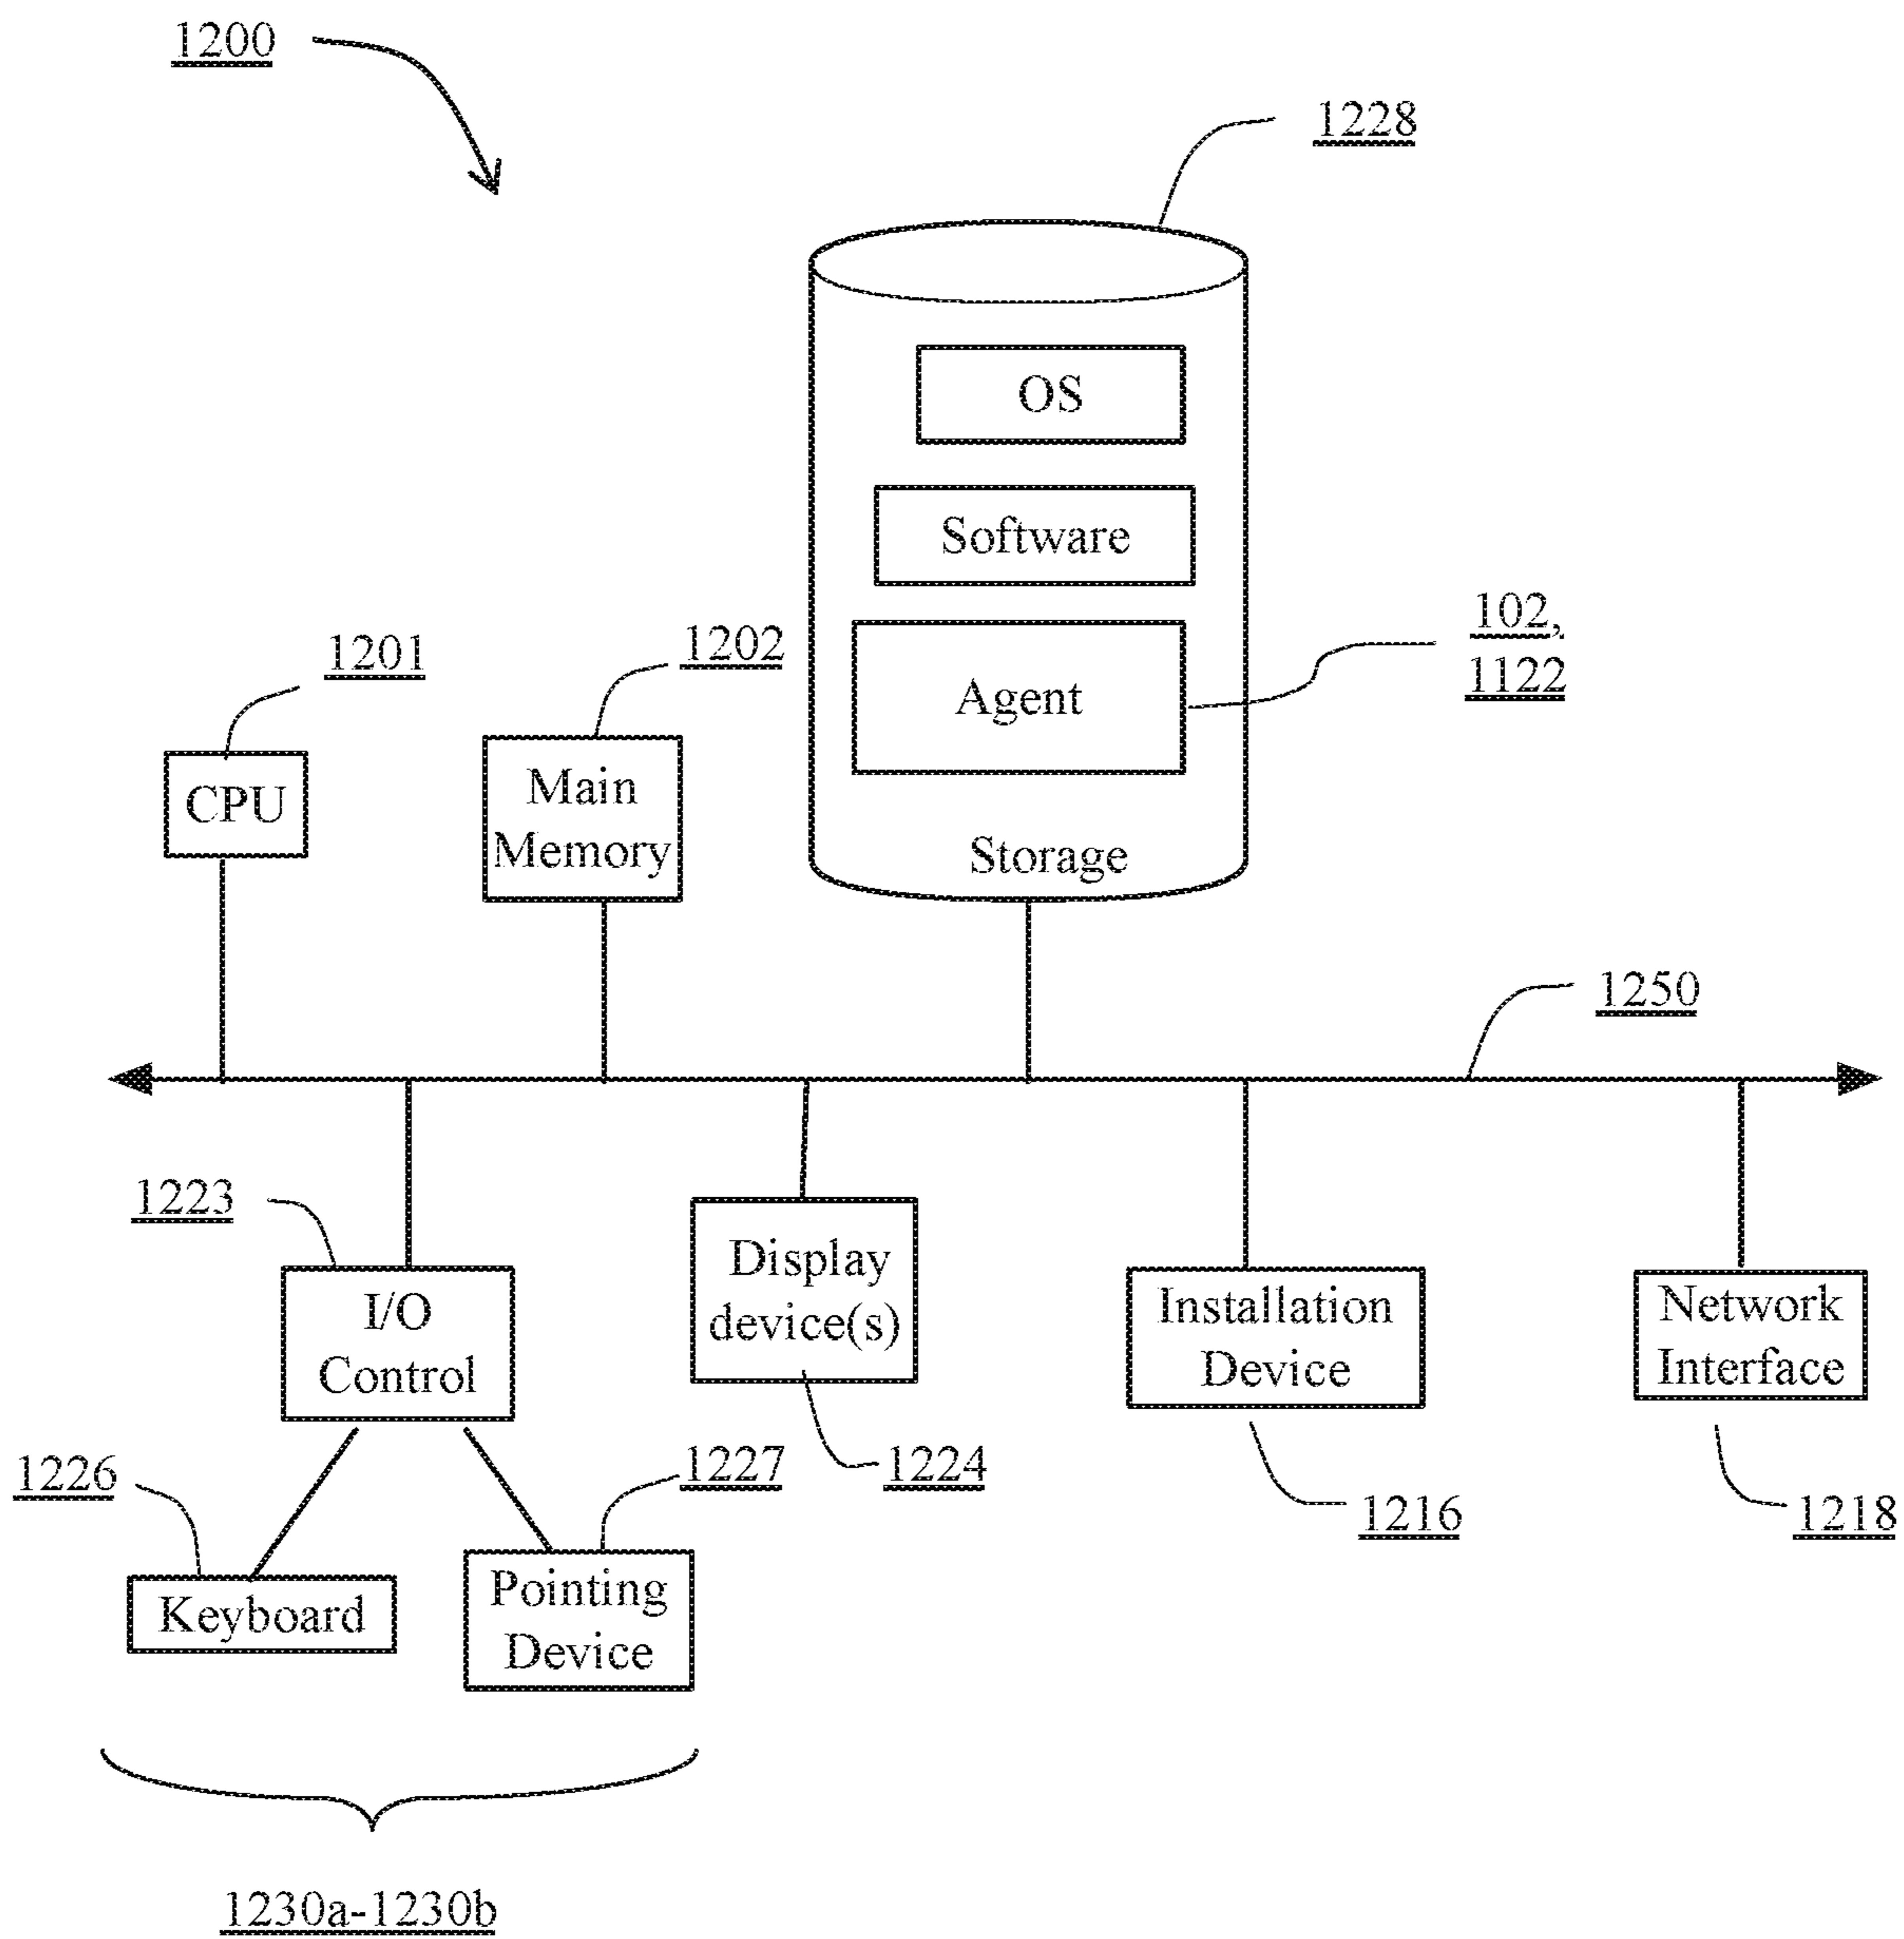 1200
1228
OS
Software
102,
1122
Agent
1201
1202
CPU
Main
Memory
Storage
1250
1223
I/O
Control
Display
device(s)
Installation
Device
Network
Interface
1226
1227
1224
1216
1218
Keyboard
Pointing
Device
1230a-1230b